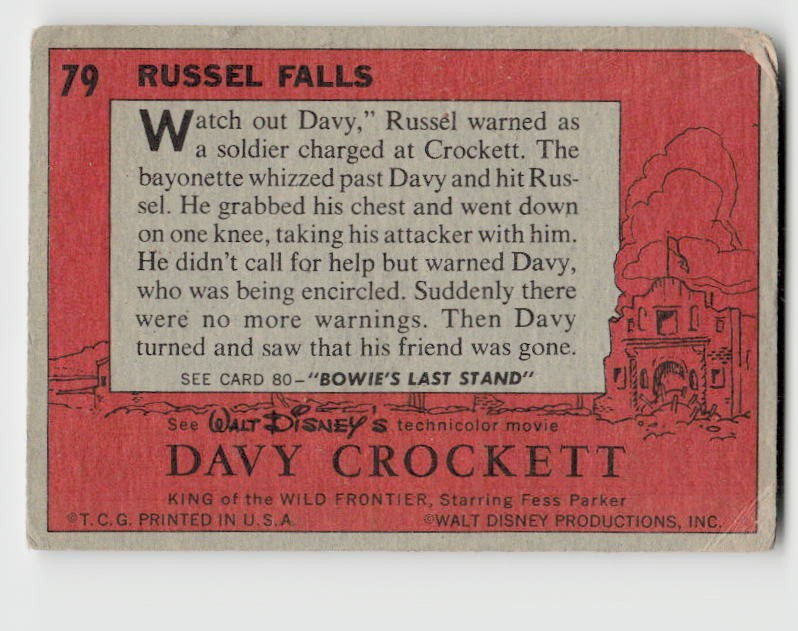 79 RUSSEL FALLS
Watch out Davy," Russel warned as
a soldier charged at Crockett. The
bayonette whizzed past Davy and hit Rus-
sel. He grabbed his chest and went down
on one knee, taking his attacker with him.
He didn't call for help but warned Davy,
who was being encircled. Suddenly there
were no more warnings. Then Davy
turned and saw that his friend was gone.
SEE CARD 80-"BOWIE'S LAST STAND"
See WALT DISNEY'S technicolor movie
DAVY CROCKETT
KING of the WILD FRONTIER, Starring Fess Parker
©T.C.G. PRINTED IN U.S.A. ©WALT DISNEY PRODUCTIONS, INC.